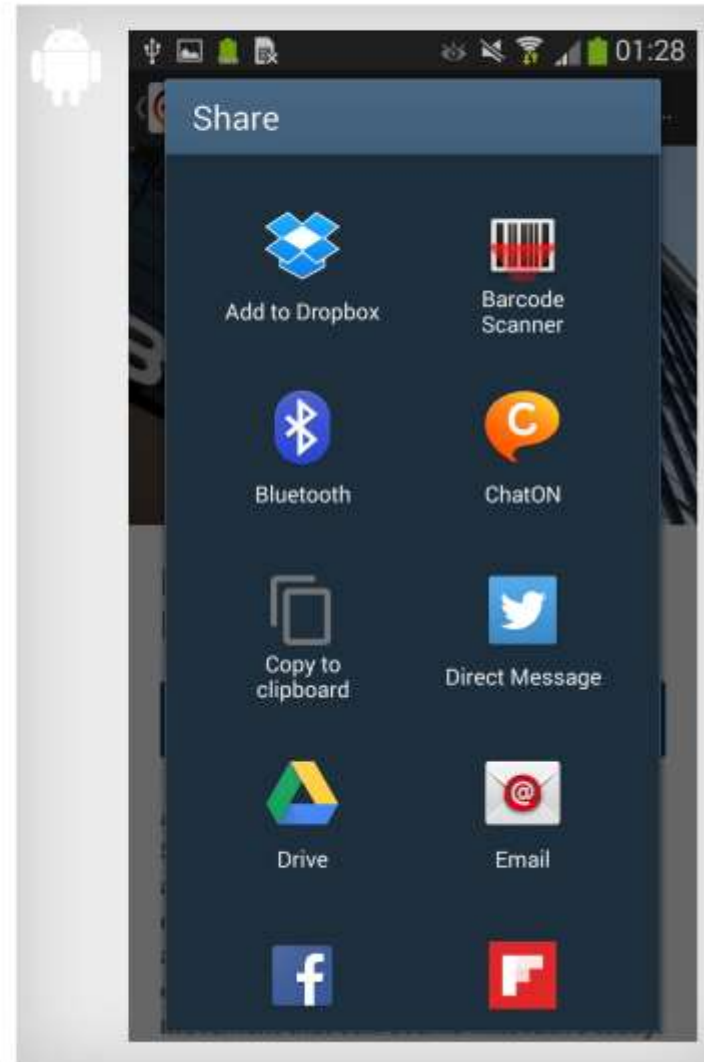 01:28
Share
Add to Dropbox
Barcode
Scanner
Bluetooth
C
ChatON
Copy to
clipboard
Direct Message
@
Drive
Email
f